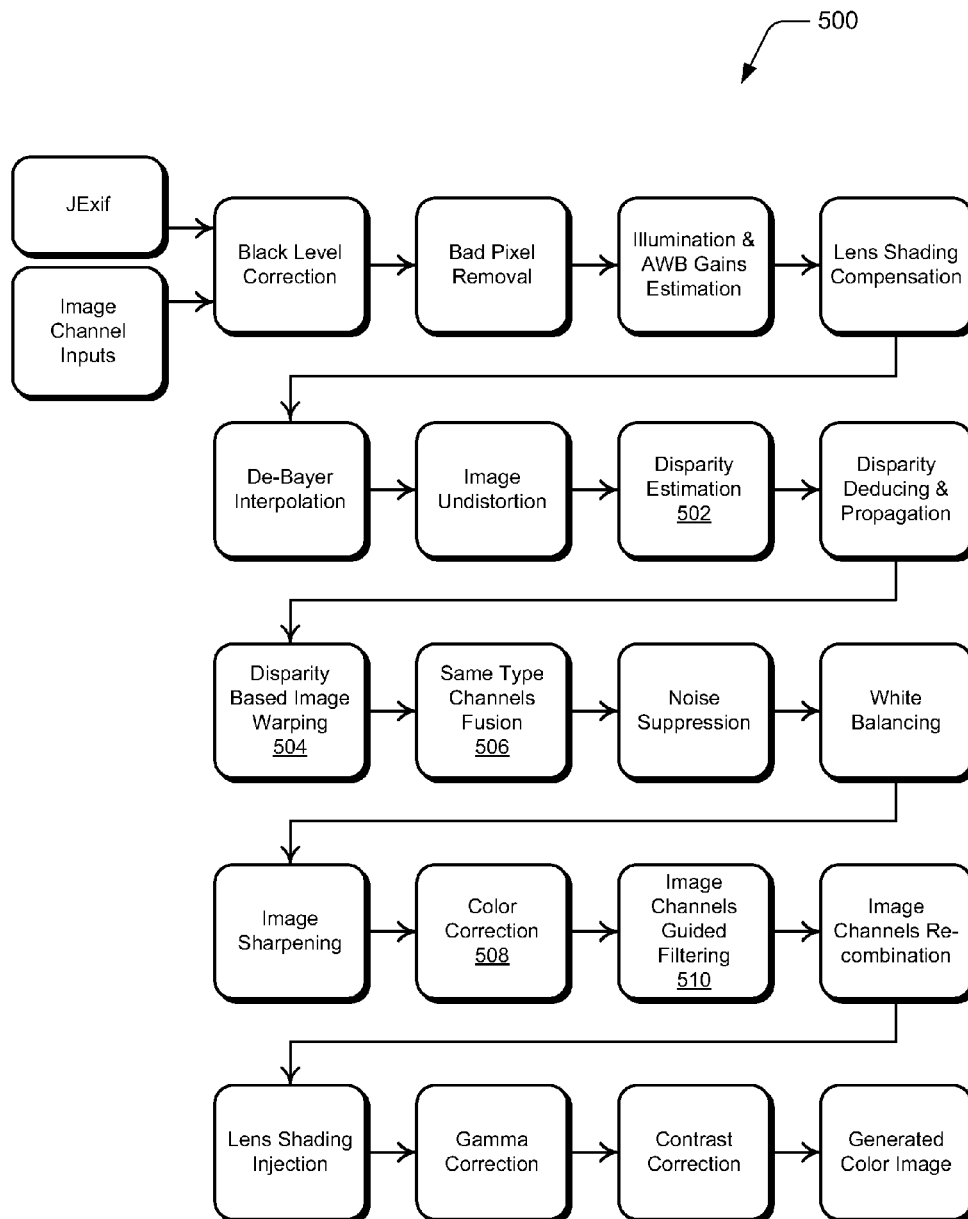 500
JExif
Image
Channel
Inputs
Black Level
Correction
Bad Pixel
Removal
Illumination &
AWB Gains
Estimation
Lens Shading
Compensation
De-Bayer
Interpolation
Image
Undistortion
Disparity
Estimation
502
Disparity
Deducing &
Propagation
Disparity
Based Image
Warping
504
Same Type
Channels
Fusion
506
Noise
Suppression
White
Balancing
Image
Sharpening
Color
Correction
508
Image
Channels
Guided
Filtering
510
Image
Channels Re-
combination
Lens Shading
Injection
Gamma
Correction
Contrast
Correction
Generated
Color Image